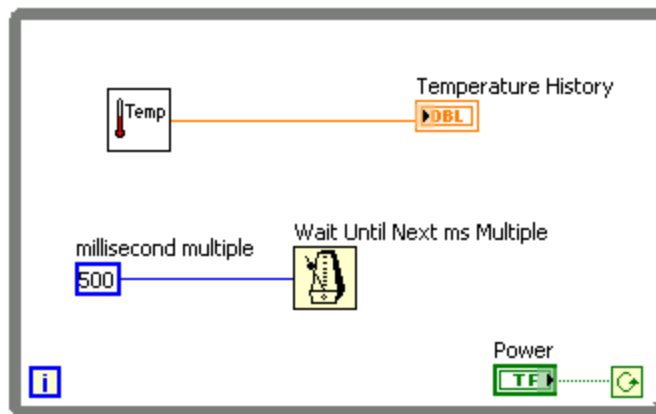 Temperature History
Temp
DBL
Wait Until Next ms Multiple
millisecond multiple
500
Power
TF
i